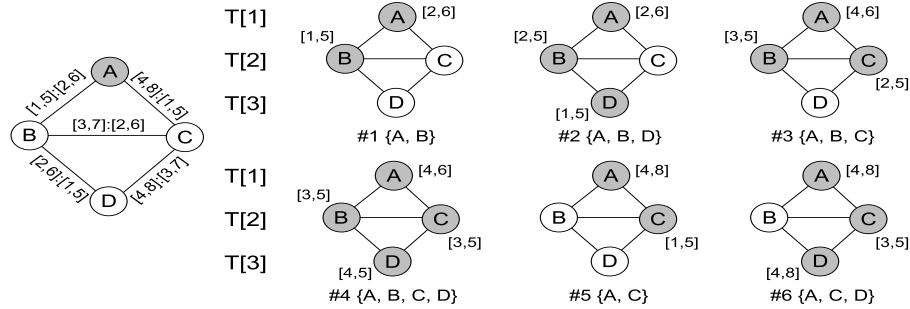 A
[1,5]:[2,6]
[4,8]:[1,5]
B
[3,7]:[2,6]
C
[2,6]:[1,5]
[4,8]:[3,7]
D
T[1]
T[2]
T[3]
A [2,6]
[1,5] B
C
D
#1 {A, B}
A [2,6]
[2,5] B
C
[1,5] D
#2 {A, B, D}
A [4,6]
[3,5] B
C [2,5]
D
#3 {A, B, C}
T[1]
T[2]
T[3]
A [4,6]
[3,5] B
C [3,5]
[4,5] D
#4 {A, B, C, D}
A [4,8]
B
C [1,5]
D
#5 {A, C}
A [4,8]
B
C [3,5]
[4,8] D
#6 {A, C, D}